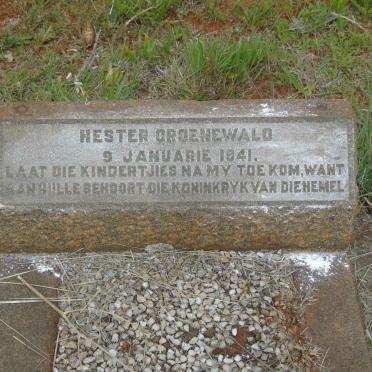 HESTER GROENEWALD
9 JANUARIE 1941.
LAAT DIE KINDERTJIES NA MY TOE KOM, WANT
AAN HULLE BEHOORT DIE KONINKRYK VAN DIE HEMEL